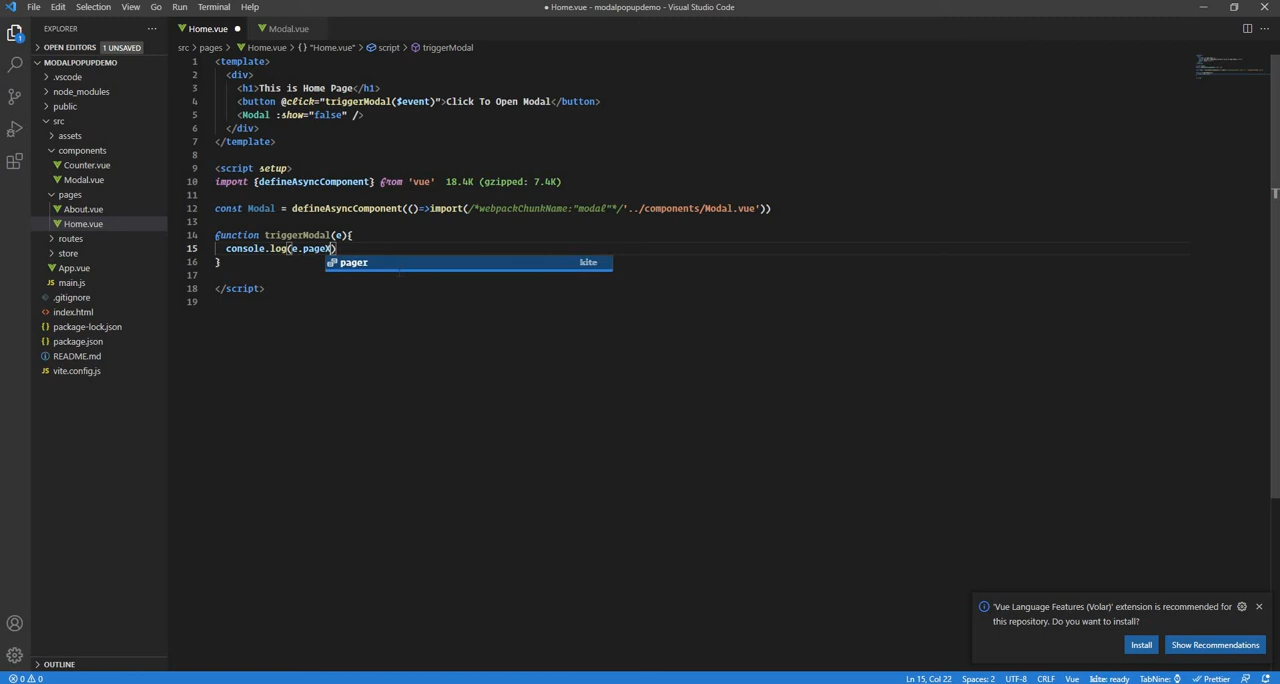 File Edit Selection View Go Run Terminal Help
● Home.vue - modalpopupdemo - Visual Studio Code
EXPLORER
Home.vue
Modal.vue
OPEN EDITORS 1 UNSAVED
src > pages > Home.vue > {} "Home.vue" > script > triggerModal
MODALPOPUPDEMO
.vscode
node_modules
public
src
assets
components
Counter.vue
Modal.vue
pages
About.vue
Home.vue
routes
store
App.vue
JS main.js
.gitignore
index.html
package-lock.json
package.json
README.md
JS vite.config.js
OUTLINE
1 <template>
2 <div>
3 <h1>This is Home Page</h1>
4 <button @click="triggerModal($event)">Click To Open Modal</button>
5 <Modal :show="false" />
6 </div>
7 </template>
8
9 <script setup>
10 import {defineAsyncComponent} from 'vue' 18.4K (gzipped: 7.4K)
11
12 const Modal = defineAsyncComponent(()=>import(/*webpackChunkName:"modal"*/'../components/Modal.vue'))
13
14 function triggerModal(e){
15 console.log(e.pageX)
pager kite
16 }
17
18 </script>
19
'Vue Language Features (Volar)' extension is recommended for
this repository. Do you want to install?
Install Show Recommendations
0 0
Ln 15, Col 22 Spaces: 2 UTF-8 CRLF Vue kite: ready TabNine Prettier